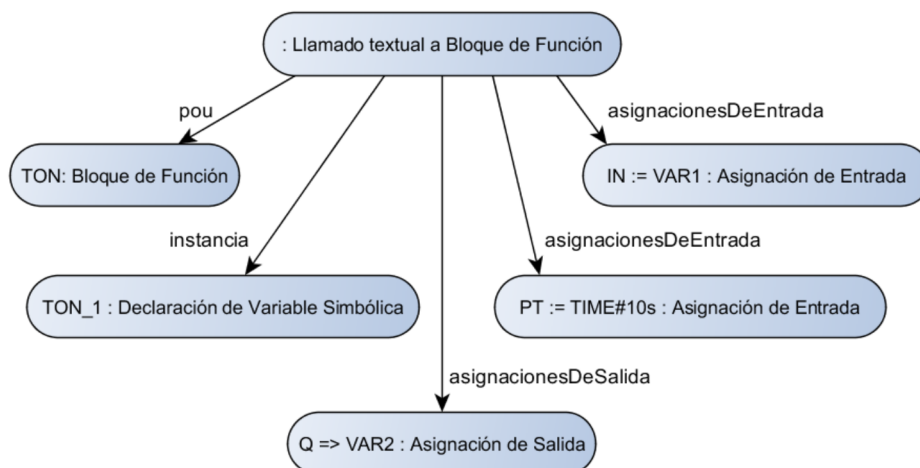 : Llamado textual a Bloque de Función
pou
asignacionesDeEntrada
TON: Bloque de Función
IN := VAR1 : Asignación de Entrada
instancia
asignacionesDeEntrada
TON_1 : Declaración de Variable Simbólica
PT := TIME#10s : Asignación de Entrada
asignacionesDeSalida
Q => VAR2 : Asignación de Salida